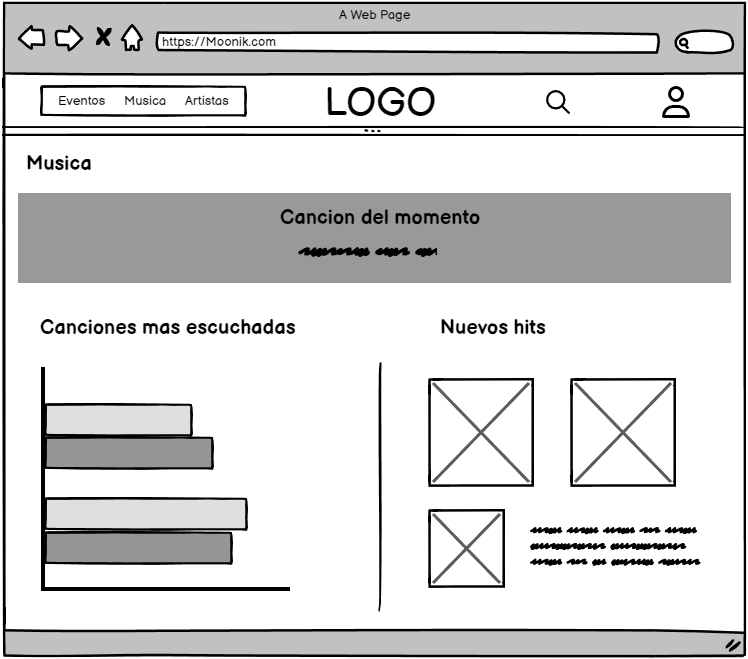 A Web Page
https://Moonik.com
Eventos Musica Artistas
LOGO
Musica
Cancion del momento
Canciones mas escuchadas
Nuevos hits